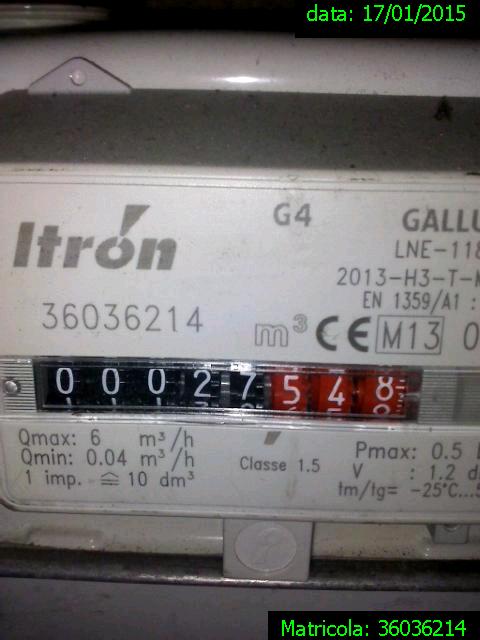 data: 17/01/2015
G4
GALLU
Itrón
LNE-118
2013-H3-T-M
EN 1359/A1 :
36036214
m³ CE M13 0
00027548
Qmax: 6 m³/h
Qmin: 0.04 m³/h
1 imp. ≙ 10 dm³
Classe 1.5
Pmax: 0.5
V : 1.2 d
tm/tg= -25°C...
Matricola: 36036214